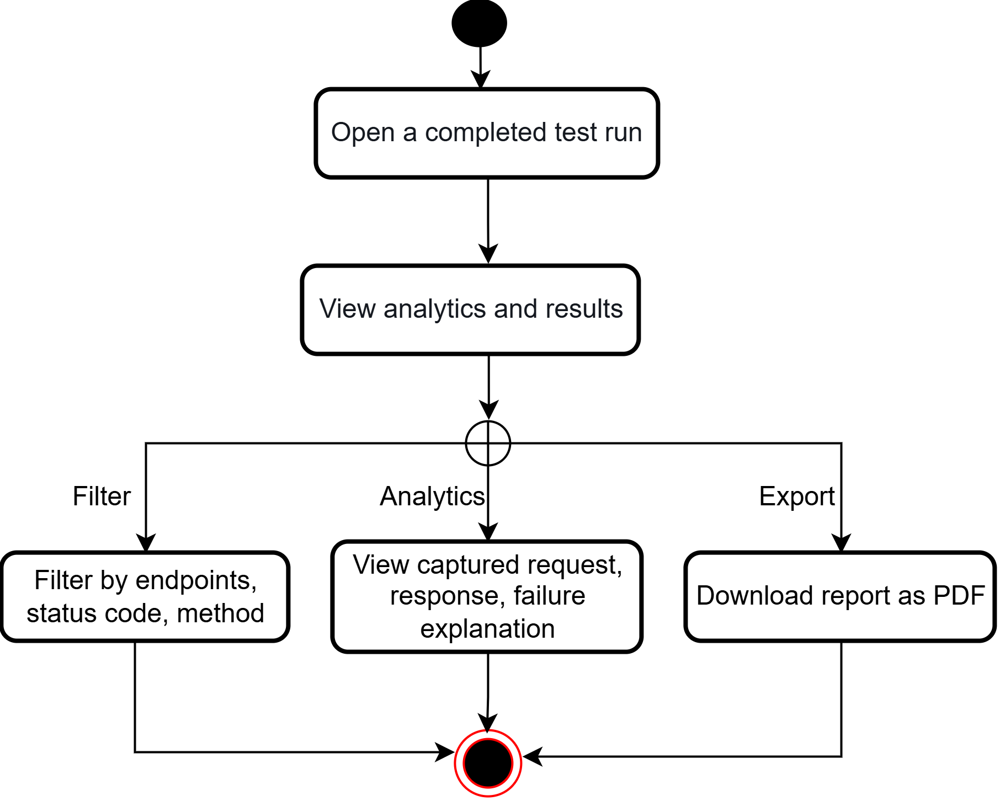 Open a completed test run
View analytics and results
Filter
Analytics
Export
Filter by endpoints,
status code, method
View captured request,
response, failure
explanation
Download report as PDF